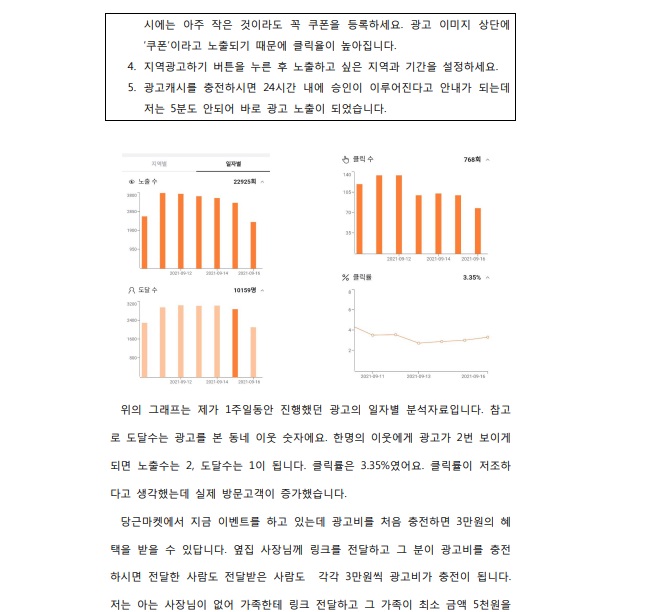 시에는 아주 작은 것이라도 꼭 쿠폰을 등록하세요. 광고 이미지 상단에
'쿠폰'이라고 노출되기 때문에 클릭율이 높아집니다.
4. 지역광고하기 버튼을 누른 후 노출하고 싶은 지역과 기간을 설정하세요.
5. 광고캐시를 충전하시면 24시간 내에 승인이 이루어진다고 안내가 되는데
저는 5분도 안되어 바로 광고 노출이 되었습니다.
지역별 일자별
노출 수 22925회
2021-09-12 2021-09-14 2021-09-16
도달 수 10159명
3200
2400
1600
800
2021-09-12 2021-09-14 2021-09-16
클릭 수 768회
140
105
70
35
2021-09-12 2021-09-14 2021-09-16
클릭률 3.35%
8
6
4
2
2021-09-11 2021-09-13 2021-09-16
위의 그래프는 제가 1주일동안 진행했던 광고의 일자별 분석자료입니다. 참고
로 도달수는 광고를 본 동네 이웃 숫자에요. 한명의 이웃에게 광고가 2번 보이게
되면 노출수는 2, 도달수는 1이 됩니다. 클릭률은 3.35%였어요. 클릭률이 저조하
다고 생각했는데 실제 방문고객이 증가했습니다.
당근마켓에서 지금 이벤트를 하고 있는데 광고비를 처음 충전하면 3만원의 혜
택을 받을 수 있답니다. 옆집 사장님께 링크를 전달하고 그 분이 광고비를 충전
하시면 전달한 사람도 전달받은 사람도 각각 3만원씩 광고비가 충전이 됩니다.
저는 아는 사장님이 없어 가족한테 링크 전달하고 그 가족이 최소 금액 5천원을